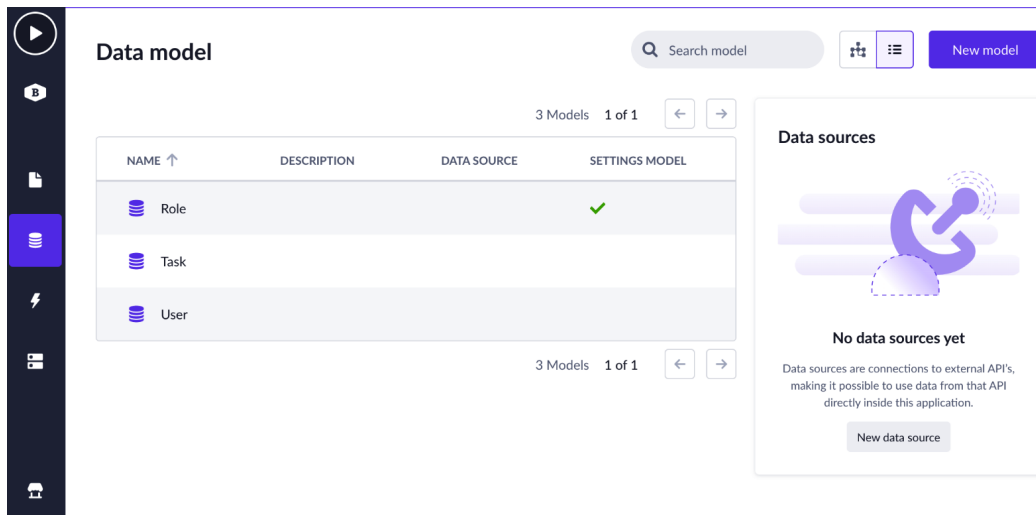 Data model
Search model
New model
B
3 Models 1 of 1
NAME DESCRIPTION DATA SOURCE SETTINGS MODEL
Role
Task
User
3 Models 1 of 1
Data sources
No data sources yet
Data sources are connections to external API's,
making it possible to use data from that API
directly inside this application.
New data source